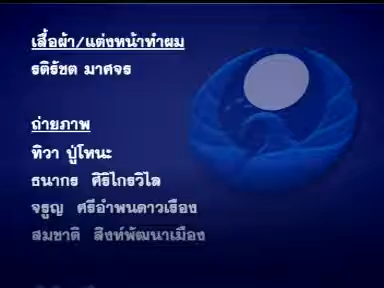 เสื้อผ้า/แต่งหน้าทำผม
รติรัชต มาศจร
ถ่ายภาพ
ทิวา ปู่โทนะ
ธนากร ศิริไกรวิไล
จรูญ ศรีอำพนดาวเรือง
สมชาติ สิงห์พัฒนาเมือง